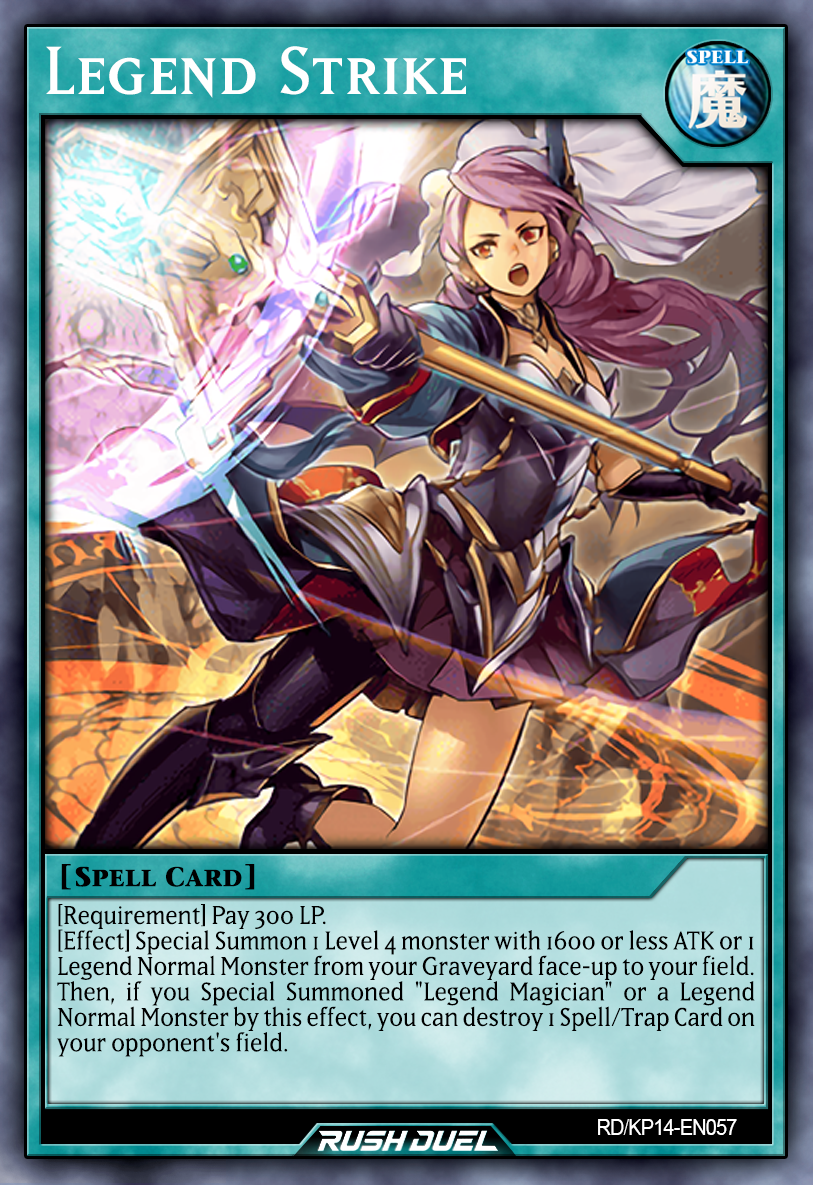 Legend Strike
SPELL
魔
[Spell Card]
[Requirement] Pay 300 LP.
[Effect] Special Summon 1 Level 4 monster with 1600 or less ATK or 1
Legend Normal Monster from your Graveyard face-up to your field.
Then, if you Special Summoned "Legend Magician" or a Legend
Normal Monster by this effect, you can destroy 1 Spell/Trap Card on
your opponent's field.
RD/KP14-EN057
RUSH DUEL